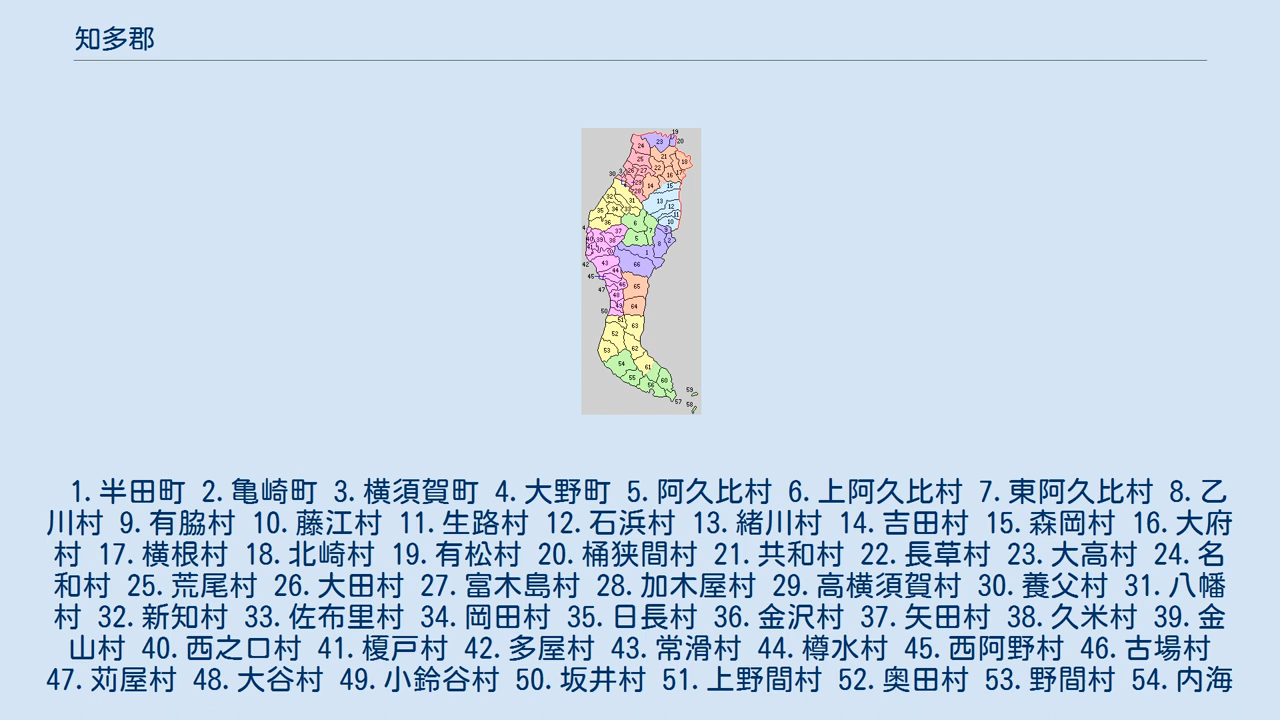 知多郡
1. 半田町 2. 亀崎町 3. 横須賀町 4. 大野町 5. 阿久比村 6. 上阿久比村 7. 東阿久比村 8. 乙
川村 9. 有脇村 10. 藤江村 11. 生路村 12. 石浜村 13. 緒川村 14. 吉田村 15. 森岡村 16. 大府
村 17. 横根村 18. 北崎村 19. 有松村 20. 桶狭間村 21. 共和村 22. 長草村 23. 大高村 24. 名
和村 25. 荒尾村 26. 大田村 27. 富木島村 28. 加木屋村 29. 高横須賀村 30. 養父村 31. 八幡
村 32. 新知村 33. 佐布里村 34. 岡田村 35. 日長村 36. 金沢村 37. 矢田村 38. 久米村 39. 金
山村 40. 西之口村 41. 榎戸村 42. 多屋村 43. 常滑村 44. 樽水村 45. 西阿野村 46. 古場村
47. 苅屋村 48. 大谷村 49. 小鈴谷村 50. 坂井村 51. 上野間村 52. 奥田村 53. 野間村 54. 内海